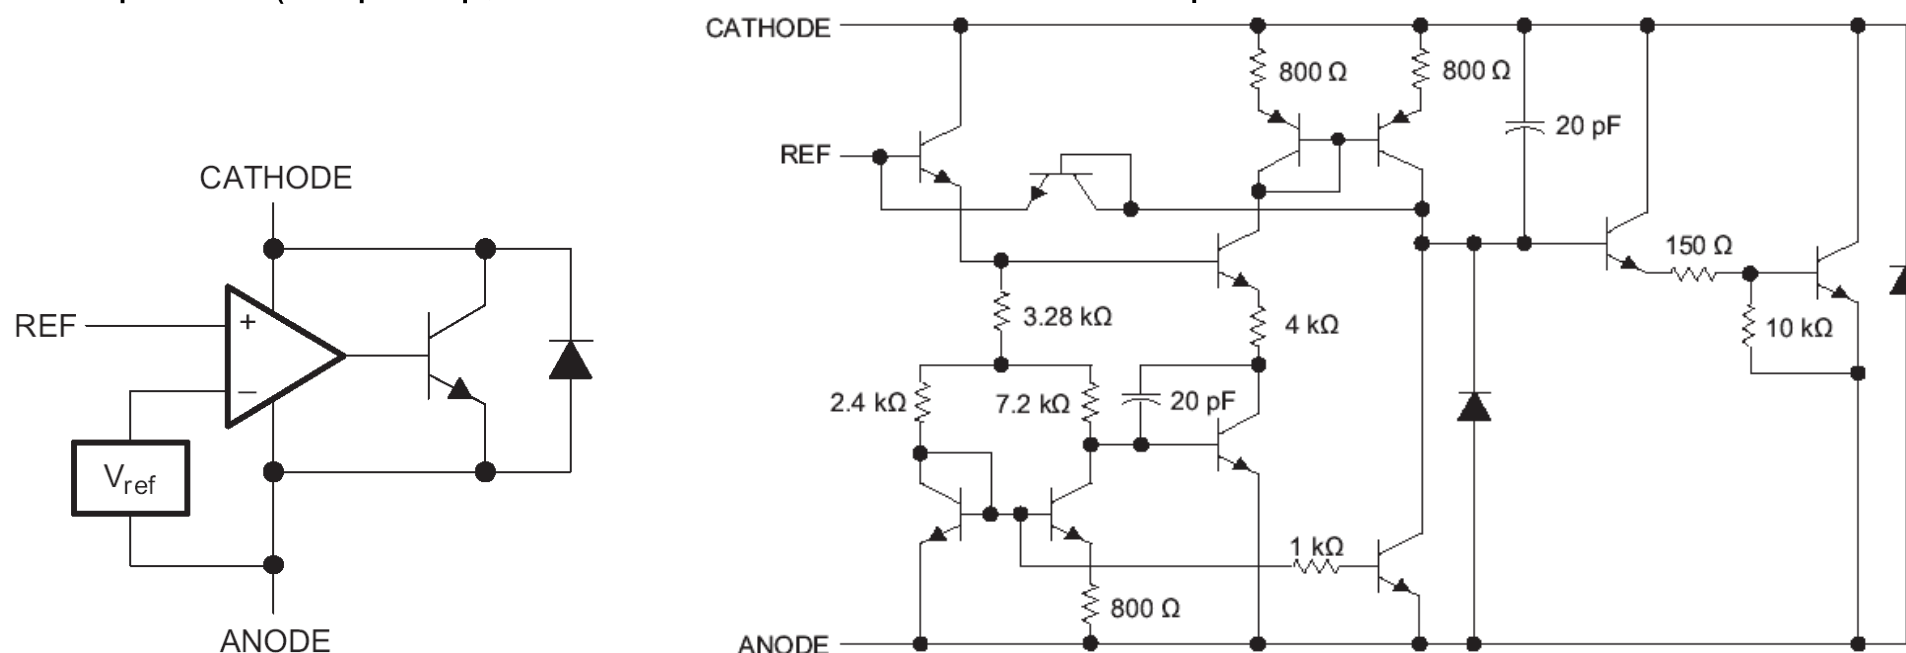 CATHODE
REF
+
−
Vref
ANODE
CATHODE
800 Ω
800 Ω
20 pF
REF
150 Ω
3.28 kΩ
4 kΩ
10 kΩ
2.4 kΩ
7.2 kΩ
20 pF
1 kΩ
800 Ω
ANODE